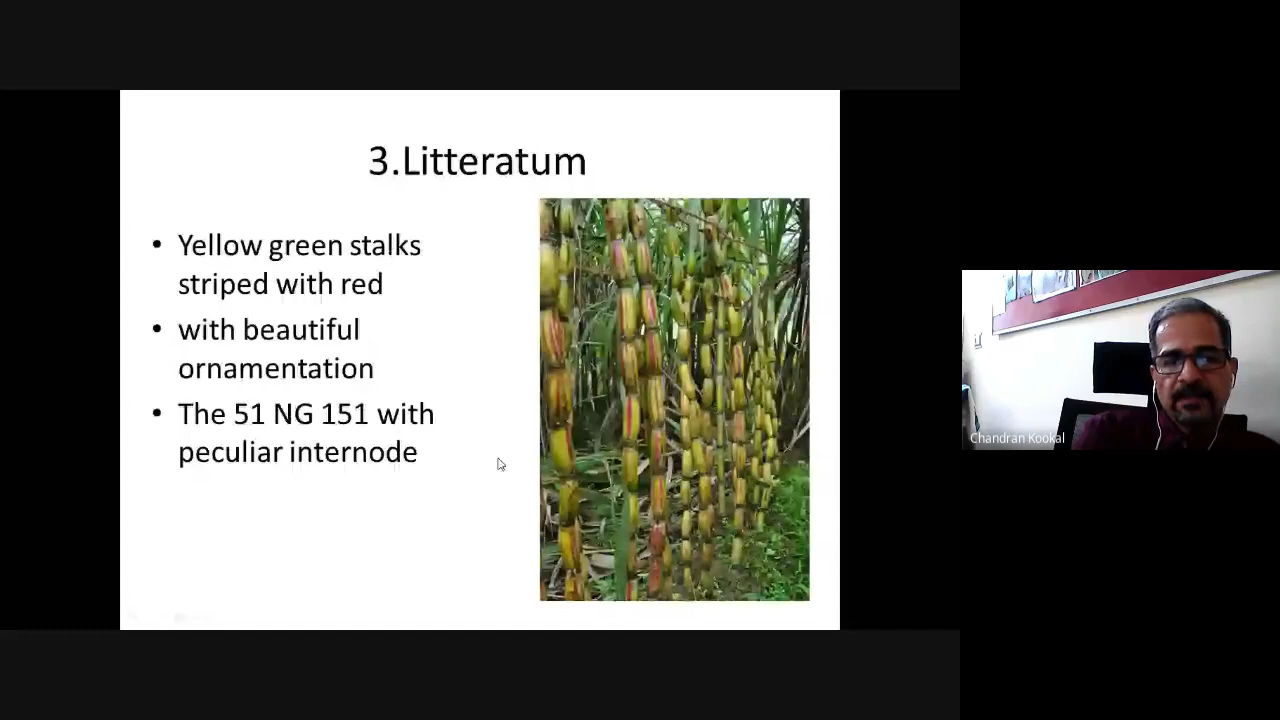 3.Litteratum
• Yellow green stalks
striped with red
• with beautiful
ornamentation
• The 51 NG 151 with
peculiar internode
Chandran Kookal